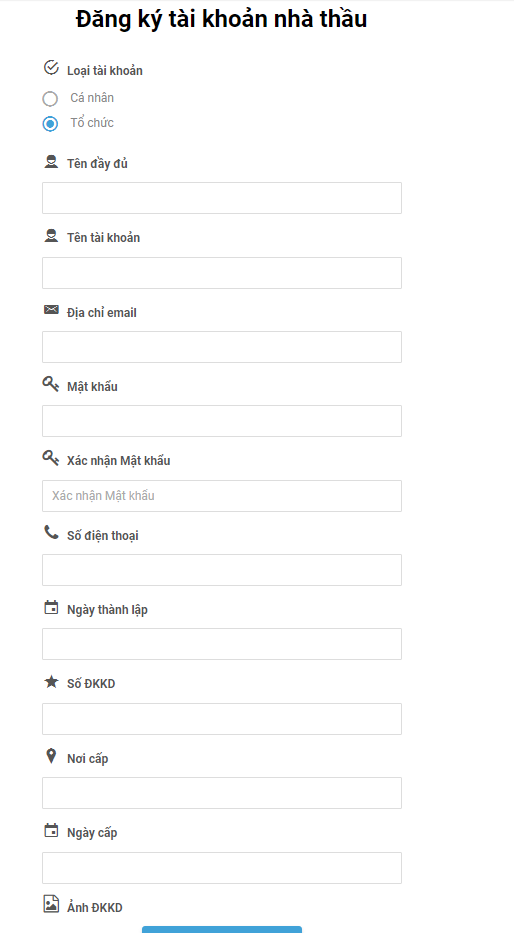 Đăng ký tài khoản nhà thầu
Loại tài khoản
Cá nhân
Tổ chức
Tên đầy đủ
Tên tài khoản
Địa chỉ email
Mật khẩu
Xác nhận Mật khẩu
Xác nhận Mật khẩu
Số điện thoại
Ngày thành lập
Số ĐKKD
Nơi cấp
Ngày cấp
Ảnh ĐKKD